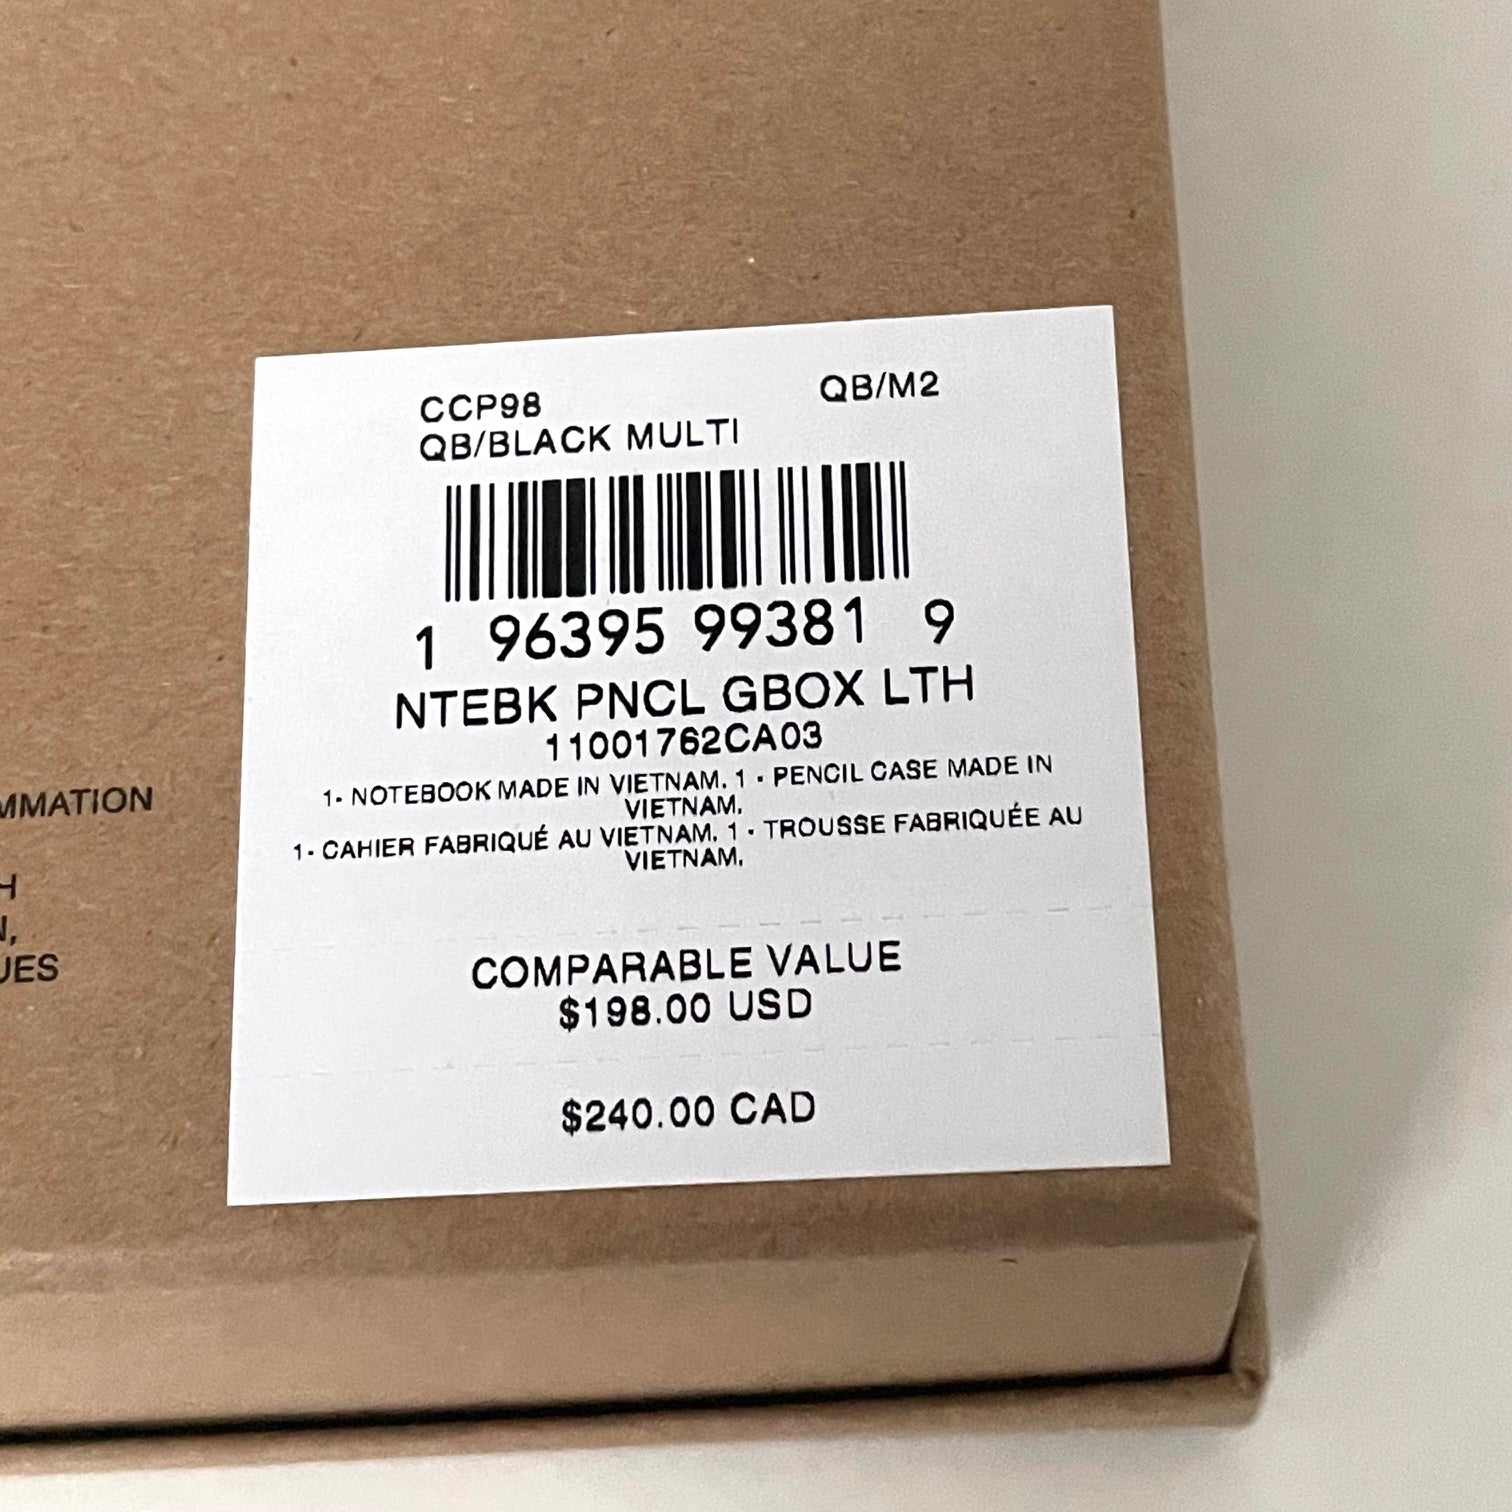 CCP98 QB/M2
QB/BLACK MULTI
1 96395 99381 9
NTEBK PNCL GBOX LTH
11001762CA03
1- NOTEBOOK MADE IN VIETNAM. 1 - PENCIL CASE MADE IN
VIETNAM.
1- CAHIER FABRIQUÉ AU VIETNAM. 1 - TROUSSE FABRIQUÉE AU
VIETNAM.
COMPARABLE VALUE
$198.00 USD
$240.00 CAD